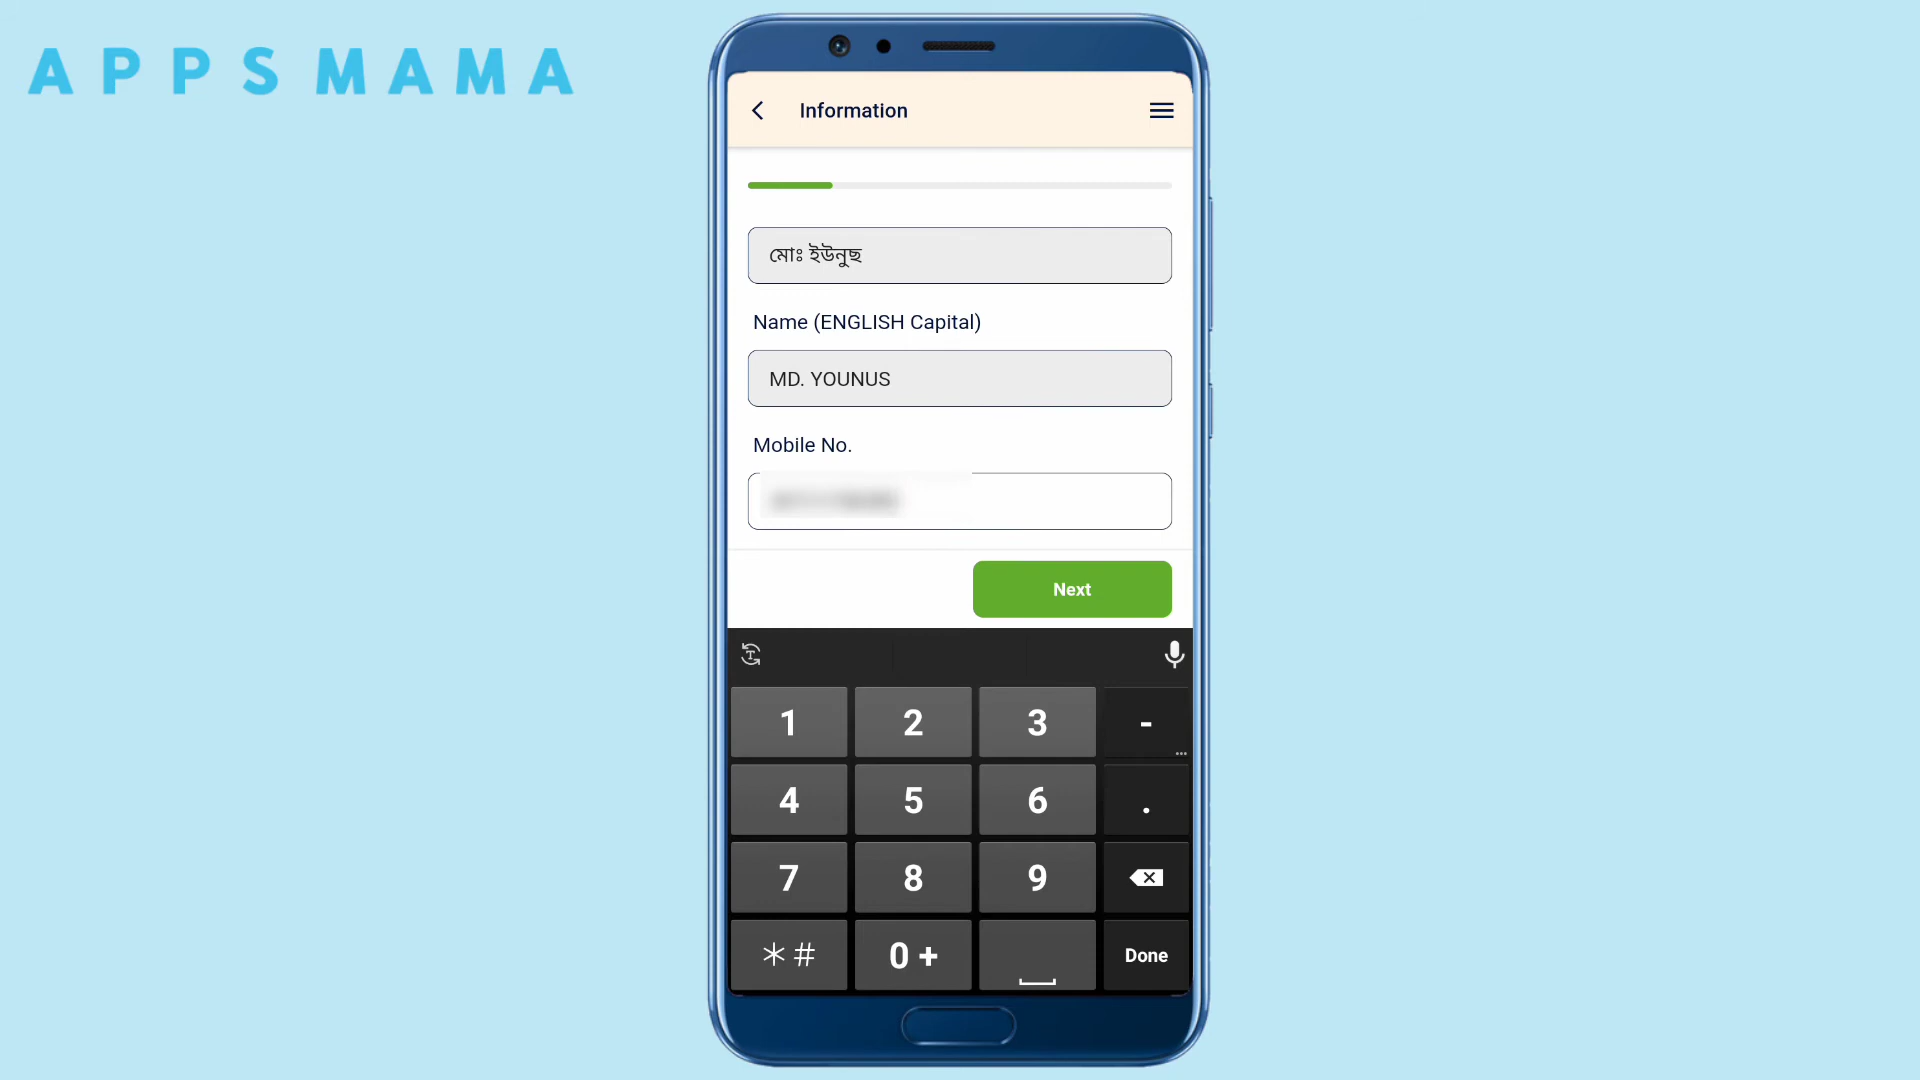 APPSMAMA
Information
মোঃ ইউনুছ
Name (ENGLISH Capital)
MD. YOUNUS
Mobile No.
Next
1 2 3 -
4 5 6 .
7 8 9
*# 0 + Done